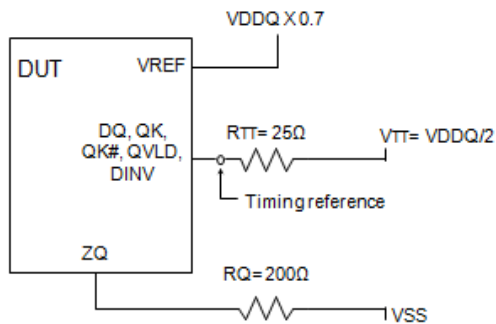 VDDQ X 0.7
DUT
VREF
DQ, QK,
QK#, QVLD,
DINV
RTT= 25Ω
VTT= VDDQ/2
Timing reference
ZQ
RQ=200Ω
VSS